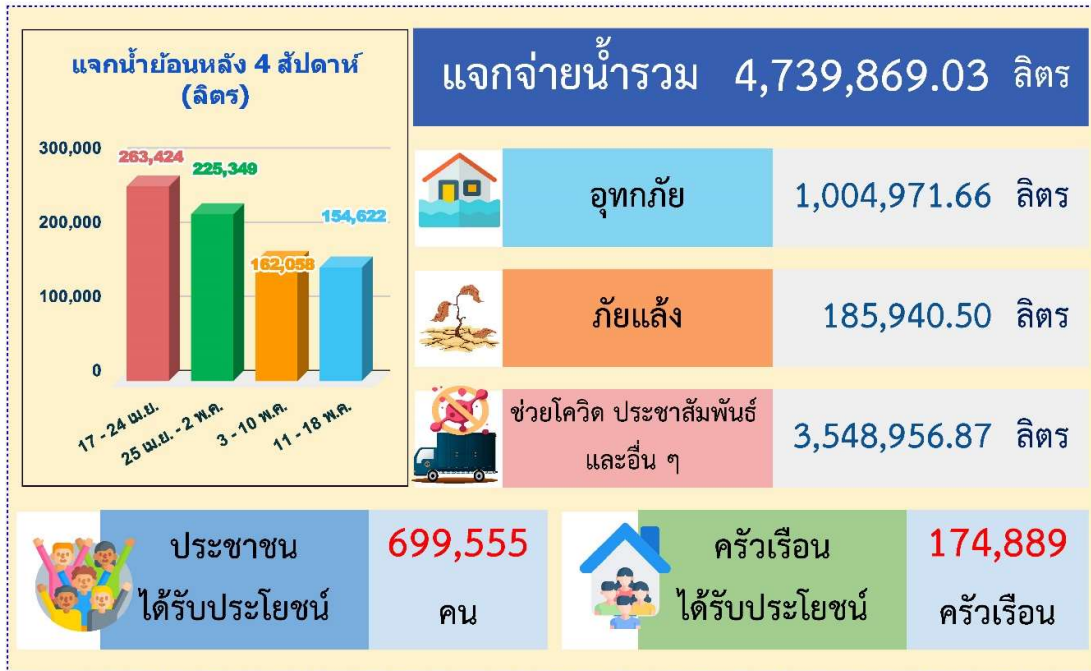 แจกน้ำย้อนหลัง 4 สัปดาห์
(ลิตร)
300,000
200,000
100,000
0
263,424
225,349
162,058
154,622
17 - 24 เม.ย.
25 เม.ย. - 2 พ.ค.
3 - 10 พ.ค.
11 - 18 พ.ค.
แจกจ่ายน้ำรวม 4,739,869.03 ลิตร
อุทกภัย 1,004,971.66 ลิตร
ภัยแล้ง 185,940.50 ลิตร
ช่วยโควิด ประชาสัมพันธ์
และอื่น ๆ
3,548,956.87 ลิตร
ประชาชน
ได้รับประโยชน์
699,555
คน
ครัวเรือน
ได้รับประโยชน์
174,889
ครัวเรือน